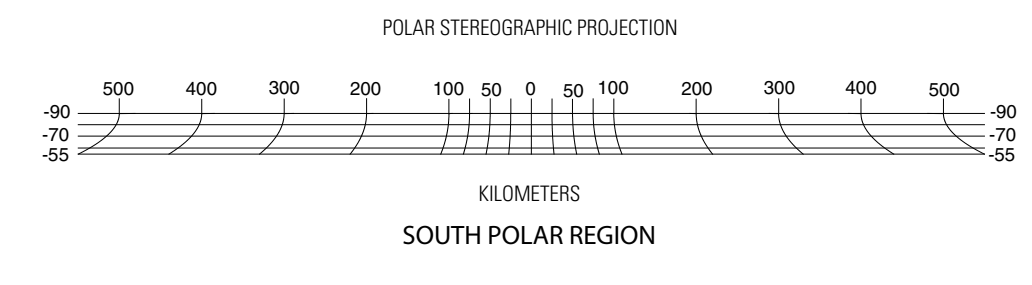 POLAR STEREOGRAPHIC PROJECTION
500 400 300 200 100 50 0 50 100 200 300 400 500
-90 -90
-70 -70
-55 -55
KILOMETERS
SOUTH POLAR REGION